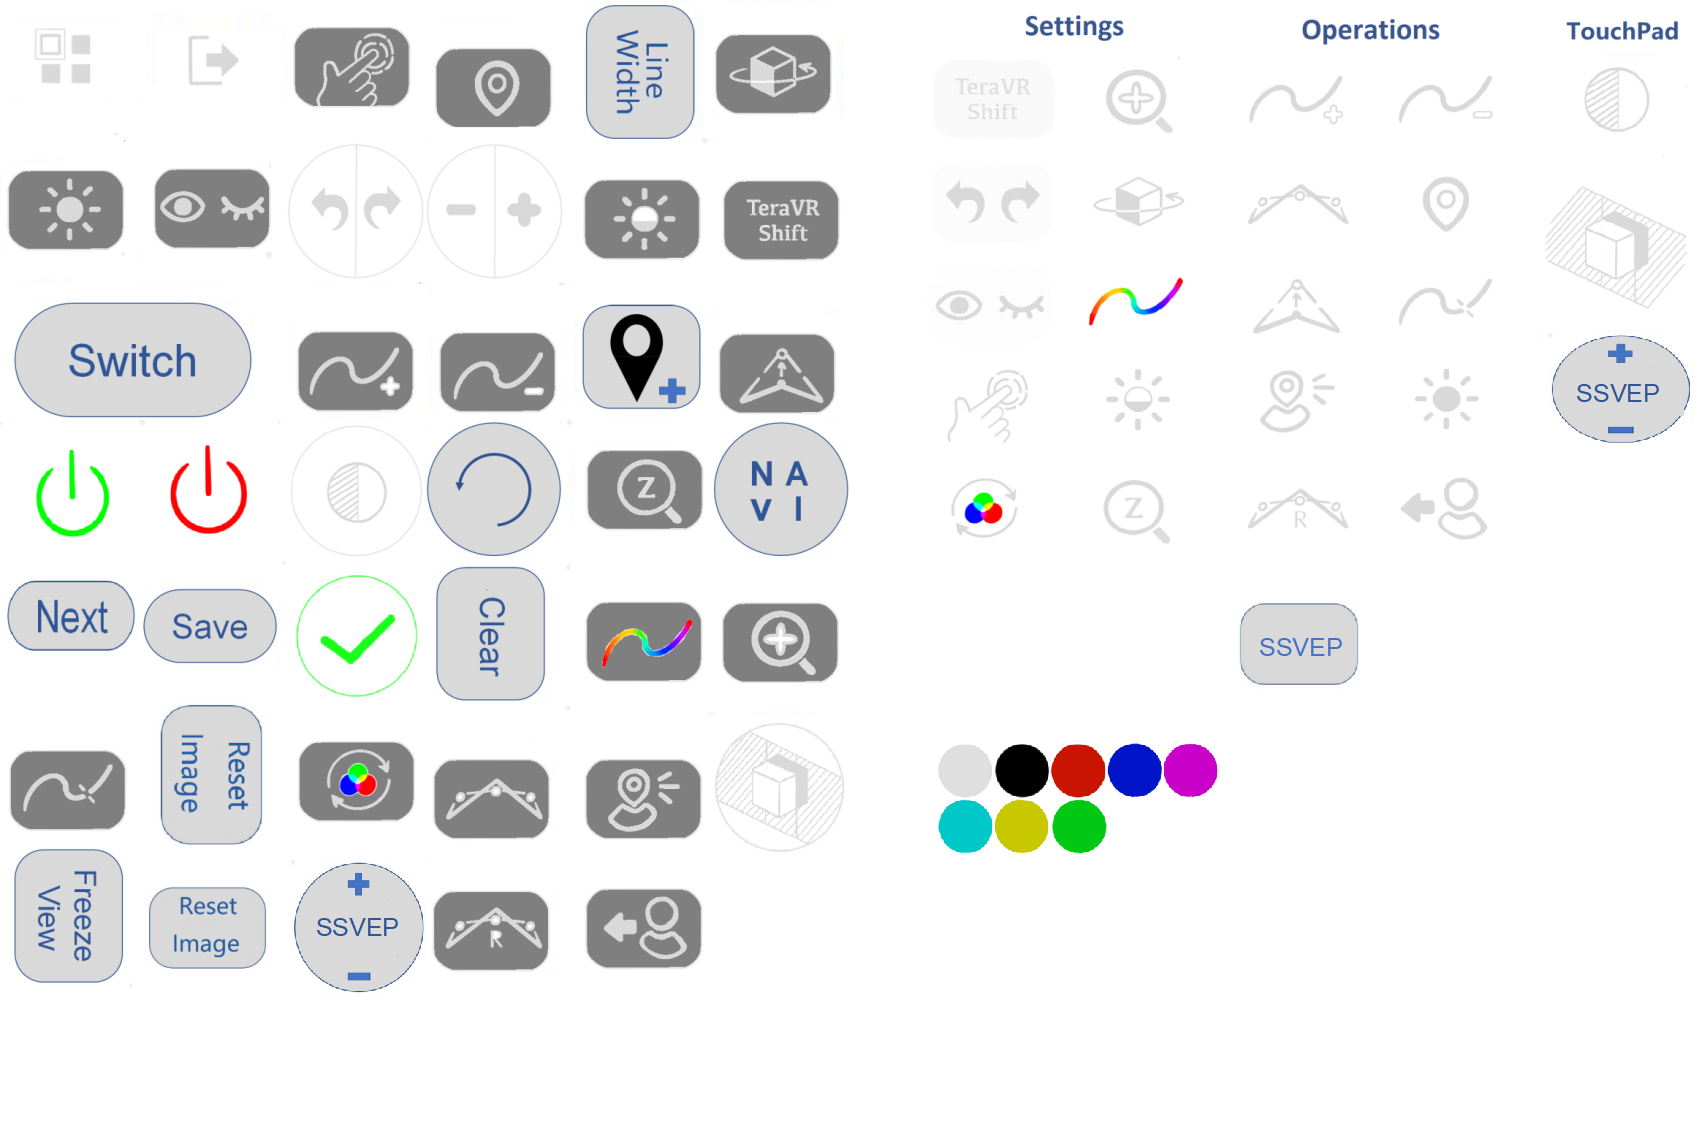 Settings
Operations
TouchPad
Line
Width
TeraVR
Shift
TeraVR
Shift
Switch
SSVEP
Z
N A
V I
Z
R
Next
Save
Clear
SSVEP
Reset
Image
Freeze
View
Reset
Image
SSVEP
R